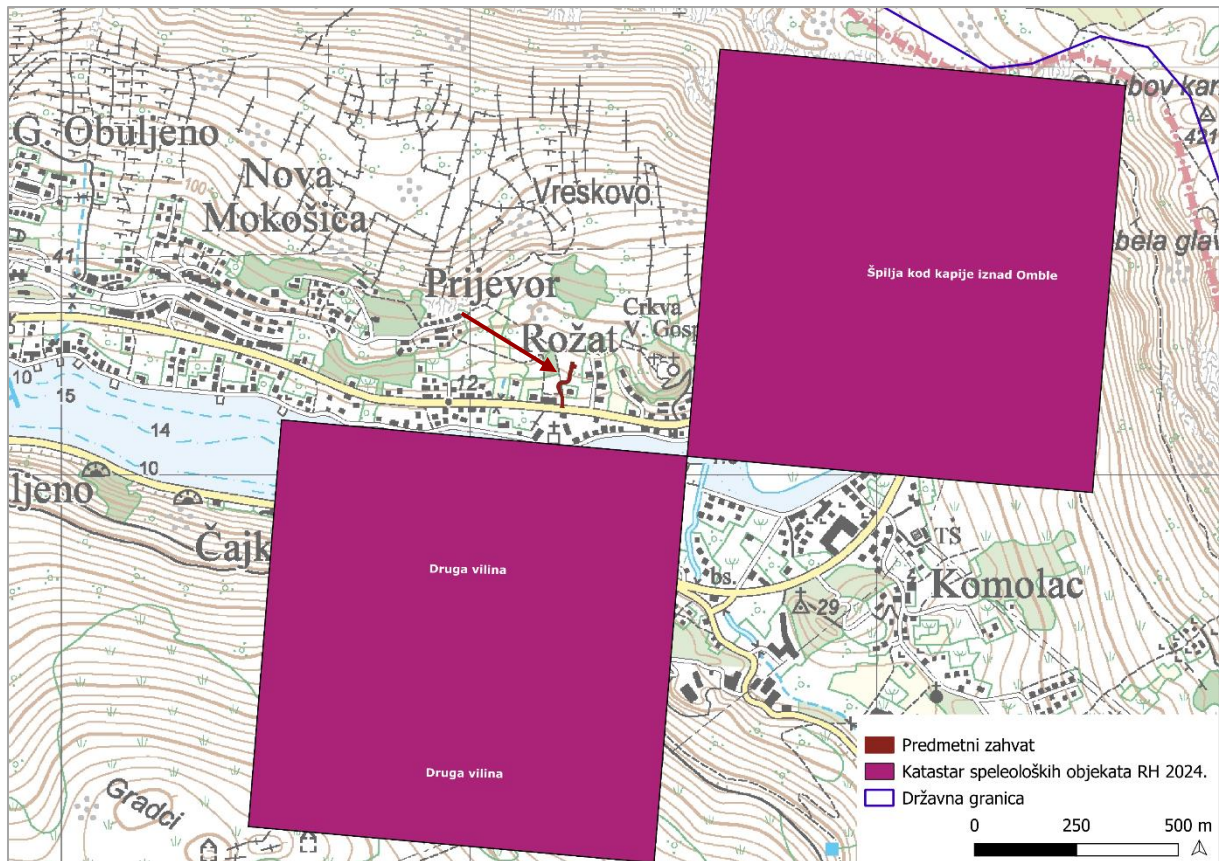 G. Obuljeno
Nova
Mokošica
100
41
Vreskovo
Prijevor
Rožat
Crkva
V. Gosp
12
10
15
14
10
ljeno
Čajk
Špilja kod kapije iznad Omble
421
bela glav
Druga vilina
Druga vilina
TS
bs.
29
Komolac
Gradci
Predmetni zahvat
Katastar speleoloških objekata RH 2024.
Državna granica
0 250 500 m